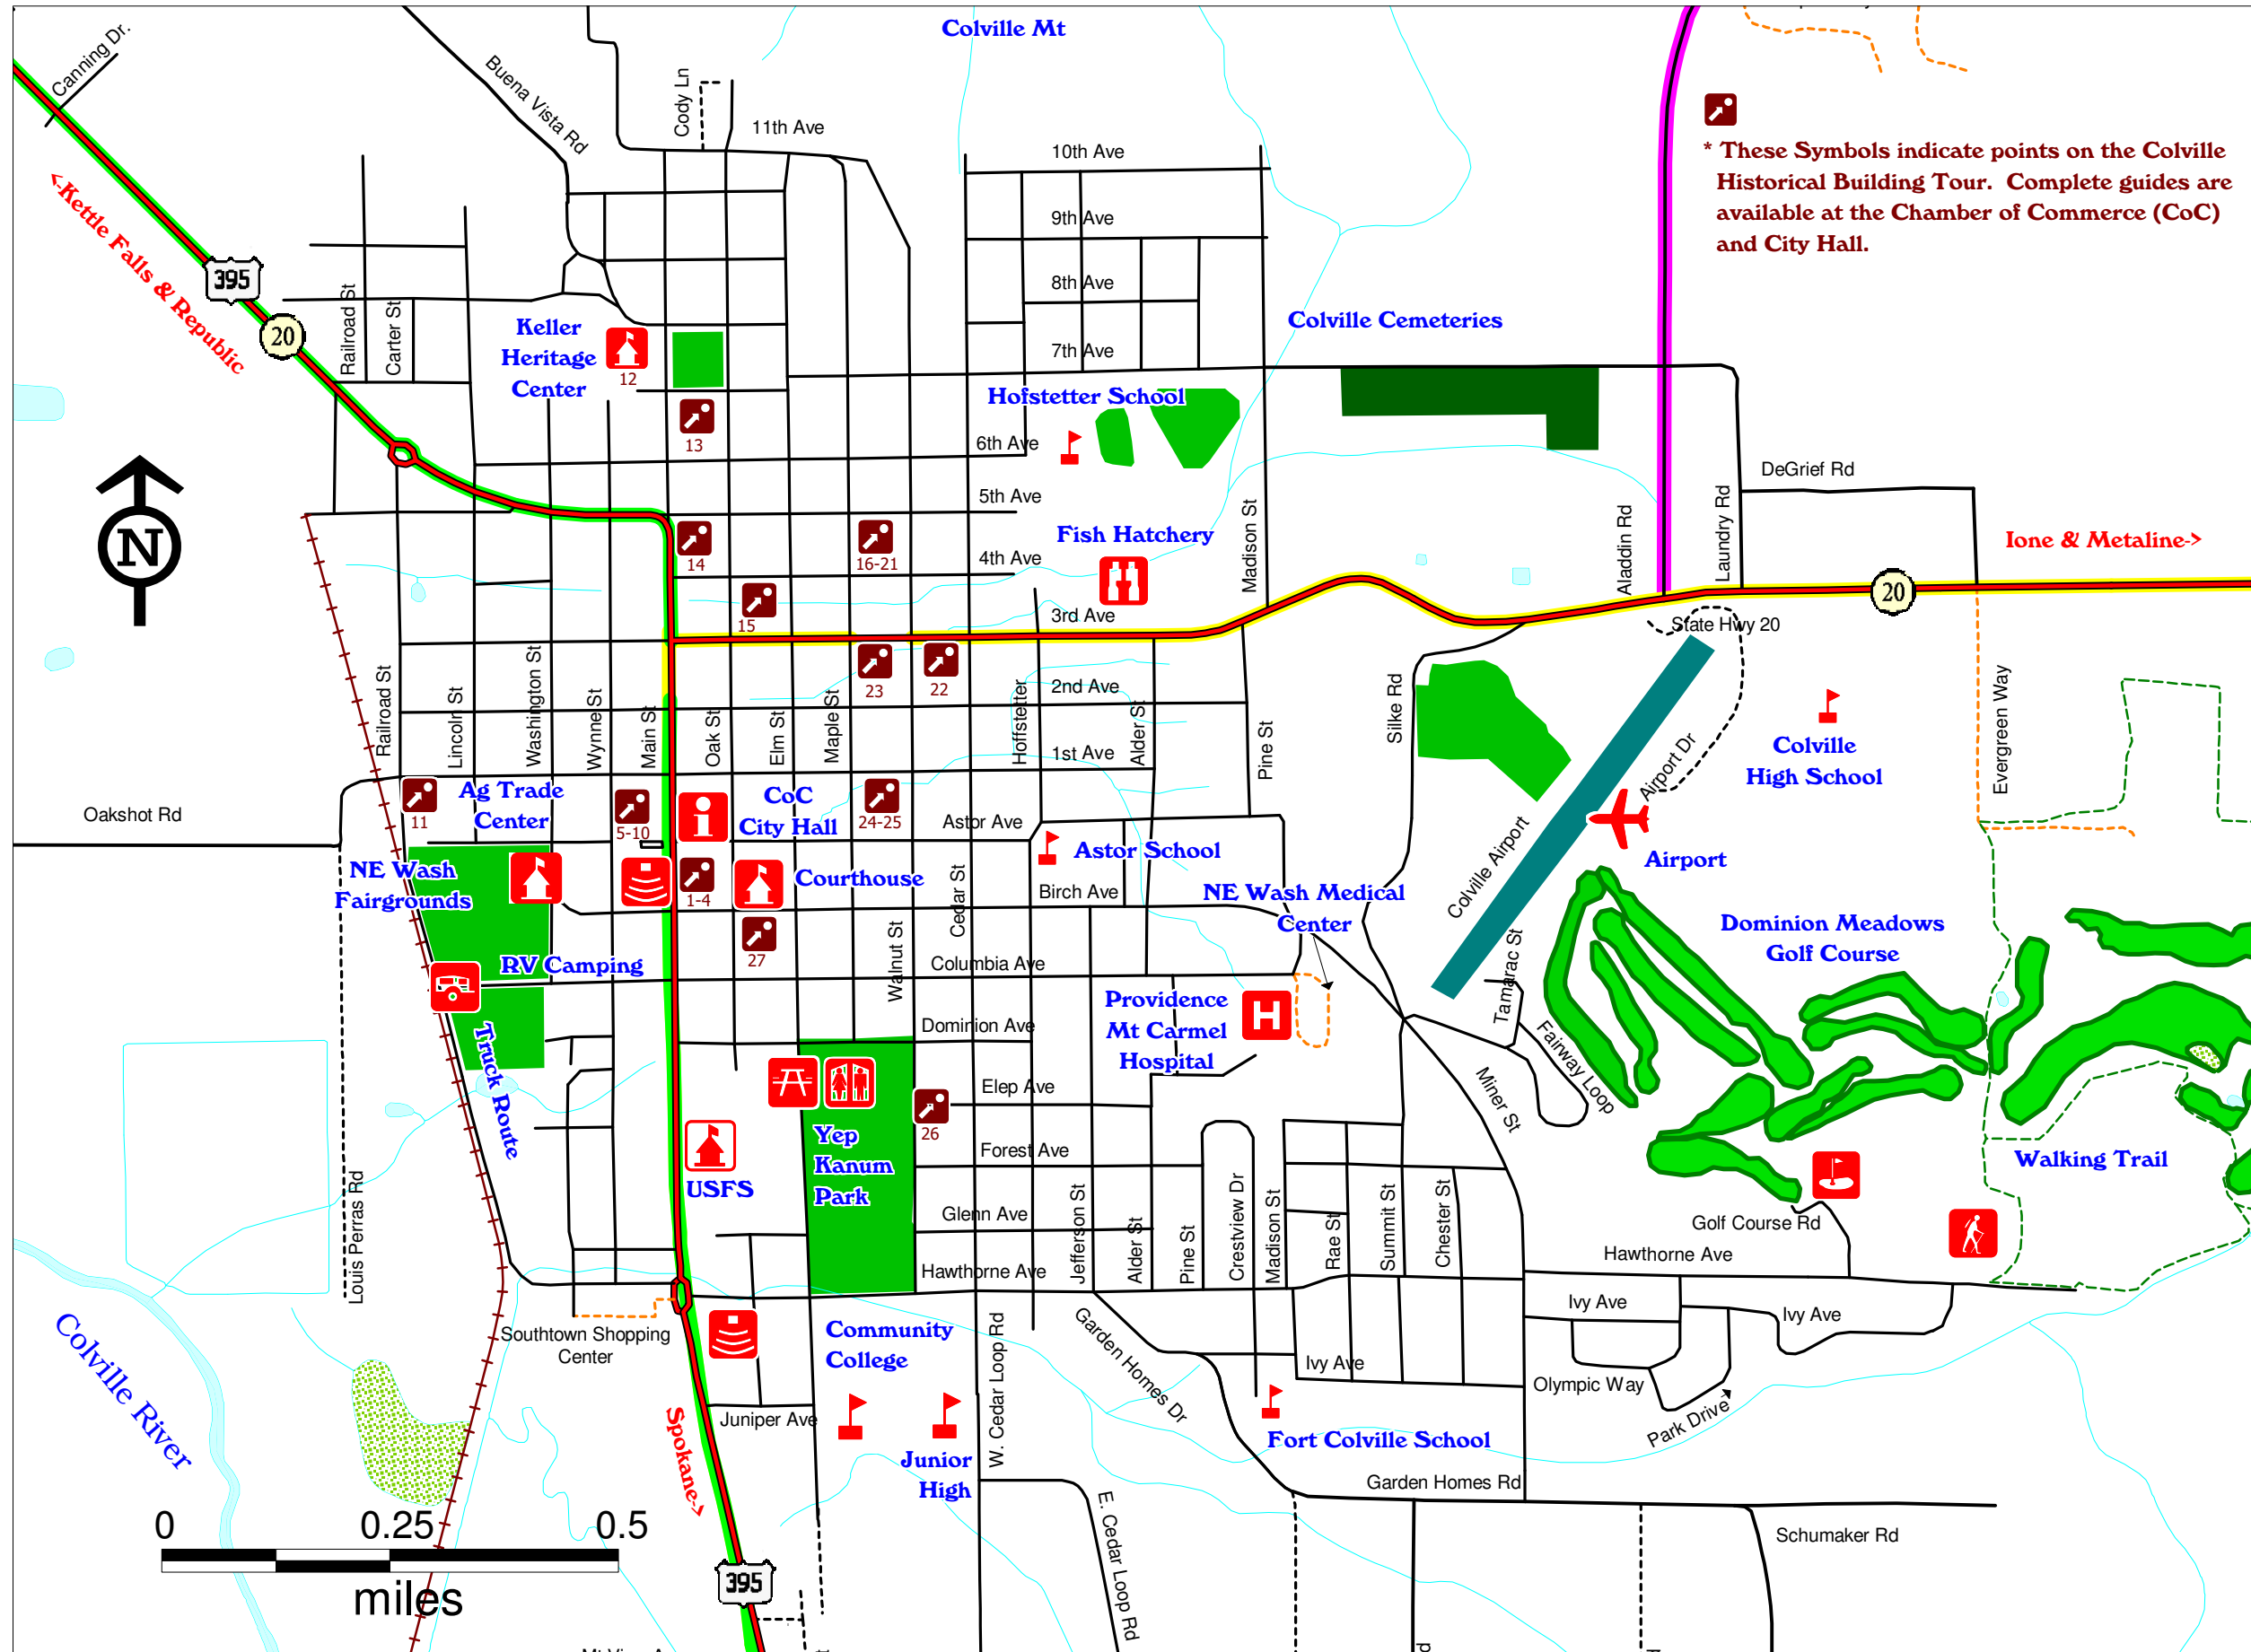 Canning Dr.
Buena Vista Rd
Cody Ln
11th Ave
Colville Mt
10th Ave
9th Ave
8th Ave
7th Ave
* These Symbols indicate points on the Colville
Historical Building Tour. Complete guides are
available at the Chamber of Commerce (CoC)
and City Hall.
<-Kettle Falls & Republic
395
20
Railroad St
Carter St
Keller
Heritage
Center
12
13
Colville Cemeteries
Hofstetter School
6th Ave
5th Ave
4th Ave
Fish Hatchery
3rd Ave
Madison St
Aladdin Rd
Laundry Rd
DeGrief Rd
Ione & Metaline->
20
State Hwy 20
N
14
16-21
15
23
22
2nd Ave
1st Ave
Railroad St
Lincoln St
Washington St
Wynne St
Main St
Oak St
Elm St
Maple St
Hoffstetter
Alder St
Pine St
Silke Rd
Airport Dr
Colville Airport
Airport
Colville
High School
Evergreen Way
Oakshot Rd
11
Ag Trade
Center
5-10
CoC
City Hall
24-25
Astor Ave
Astor School
NE Wash
Fairgrounds
1-4
Courthouse
Cedar St
Birch Ave
NE Wash Medical
Center
27
Walnut St
Columbia Ave
RV Camping
Truck Route
Dominion Ave
Providence
Mt Carmel
Hospital
H
Tamarac St
Fairway Loop
Miner St
Dominion Meadows
Golf Course
Elep Ave
26
Yep
Kanum
Park
USFS
Forest Ave
Glenn Ave
Hawthorne Ave
Jefferson St
Alder St
Pine St
Crestview Dr
Madison St
Rae St
Summit St
Chester St
Walking Trail
Golf Course Rd
Hawthorne Ave
Ivy Ave
Ivy Ave
Ivy Ave
Olympic Way
Park Drive
Louis Perras Rd
Southtown Shopping
Center
Community
College
Junior
High
Juniper Ave
W. Cedar Loop Rd
E. Cedar Loop Rd
Garden Homes Dr
Fort Colville School
Garden Homes Rd
Schumaker Rd
Colville River
Spokane->
395
0 0.25 0.5
miles